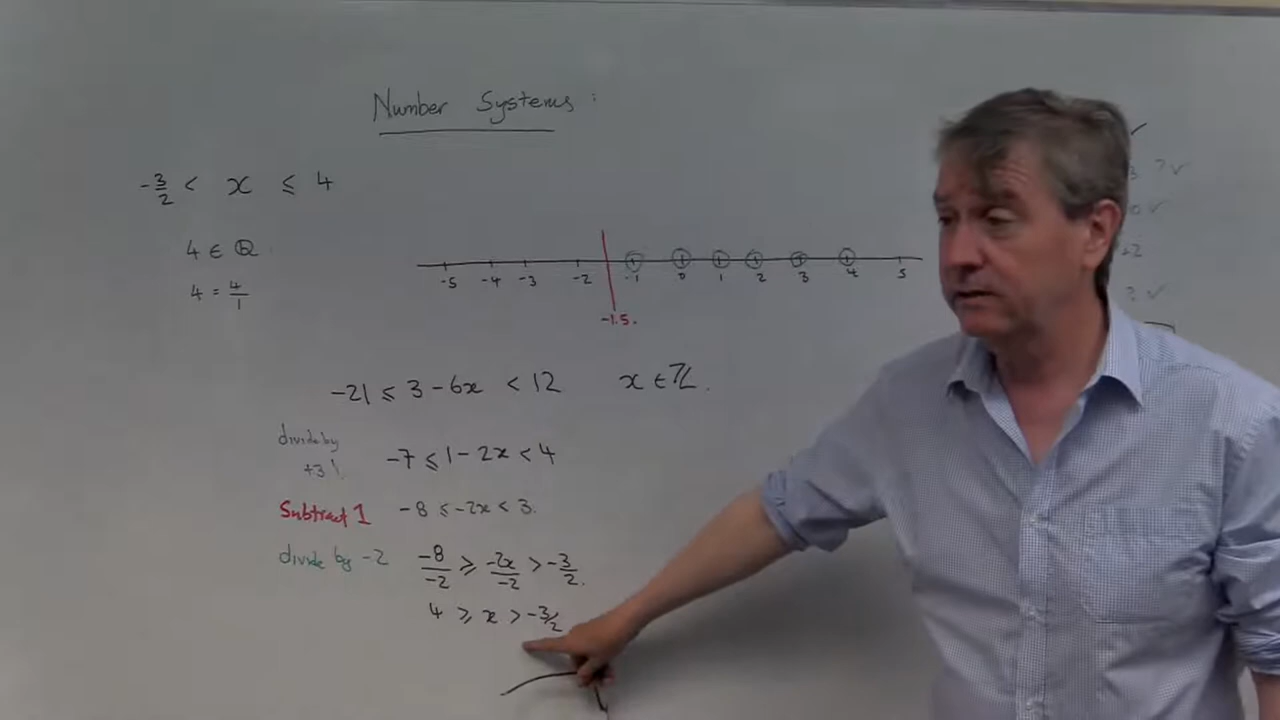 Number Systems :
-3/2 < x ≤ 4
4 ∈ ℚ
4 = 4/1
-5 -4 -3 -2 -1 0 1 2 3 4 5
-1.5.
-21 ≤ 3 - 6x < 12 x ∈ ℤ.
divide by
+3!
-7 ≤ 1 - 2x < 4
Subtract 1 -8 ≤ -2x < 3.
divide by -2 -8/-2 ≥ -2x/-2 > -3/2.
4 ≥ x > -3/2
3 ? ✓
+2
? ✓